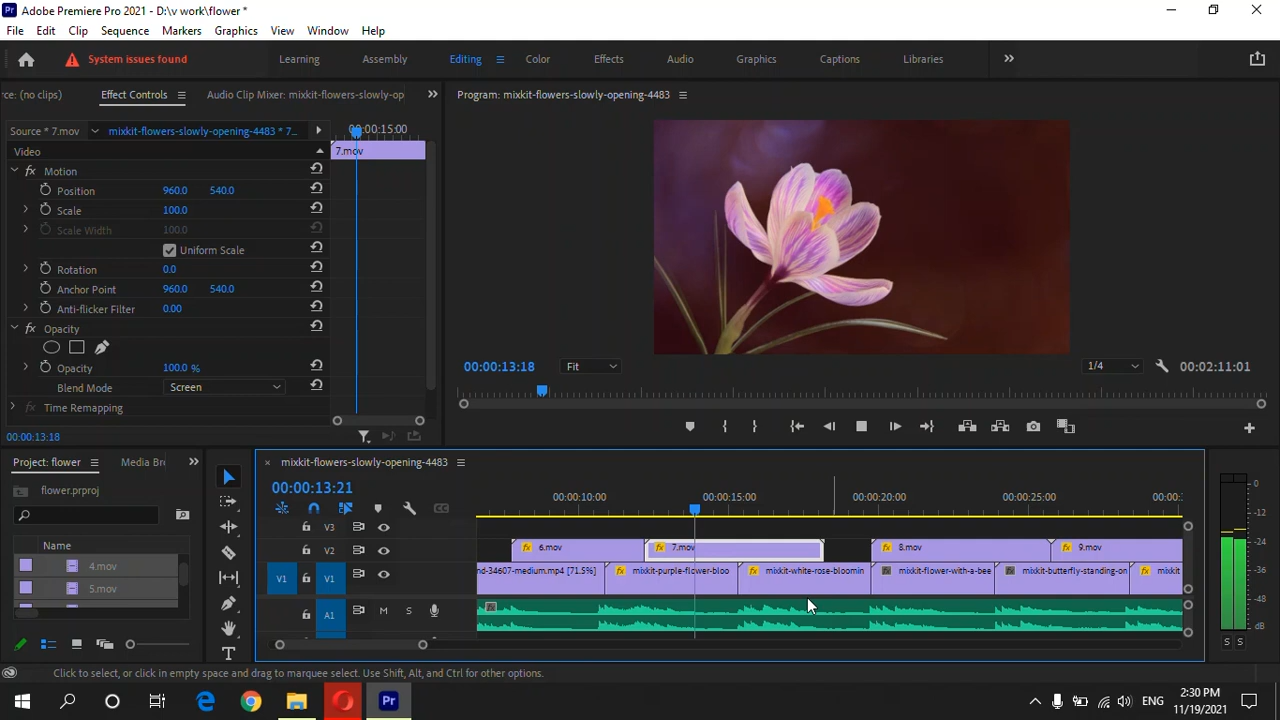 Adobe Premiere Pro 2021 - D:\v work\flower *
File Edit Clip Sequence Markers Graphics View Window Help
System issues found
Learning Assembly Editing Color Effects Audio Graphics Captions Libraries
rce: (no clips) Effect Controls Audio Clip Mixer: mixkit-flowers-slowly-op
Program: mixkit-flowers-slowly-opening-4483
Source * 7.mov mixkit-flowers-slowly-opening-4483 * 7...
00:00:15:00
Video
7.mov
Motion
Position 960.0 540.0
Scale 100.0
Scale Width 100.0
Uniform Scale
Rotation 0.0
Anchor Point 960.0 540.0
Anti-flicker Filter 0.00
Opacity
Opacity 100.0 %
Blend Mode Screen
Time Remapping
00:00:13:18
00:00:13:18 Fit 1/4 00:02:11:01
Project: flower Media Bro
flower.prproj
Name
4.mov
5.mov
mixkit-flowers-slowly-opening-4483
00:00:13:21
00:00:10:00 00:00:15:00 00:00:20:00 00:00:25:00
V3
V2
6.mov 7.mov 8.mov 9.mov
V1 V1
nd-34607-medium.mp4 [71.5%] mixkit-purple-flower-bloo mixkit-white-rose-bloomin mixkit-flower-with-a-bee mixkit-butterfly-standing-on mixkit
A1 M S
0
-12
-24
-36
-48
dB
S S
Click to select, or click in empty space and drag to marquee select. Use Shift, Alt, and Ctrl for other options.
ENG
2:30 PM
11/19/2021